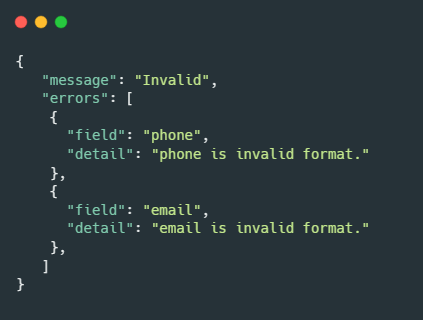 {
"message": "Invalid",
"errors": [
{
"field": "phone",
"detail": "phone is invalid format."
},
{
"field": "email",
"detail": "email is invalid format."
},
]
}